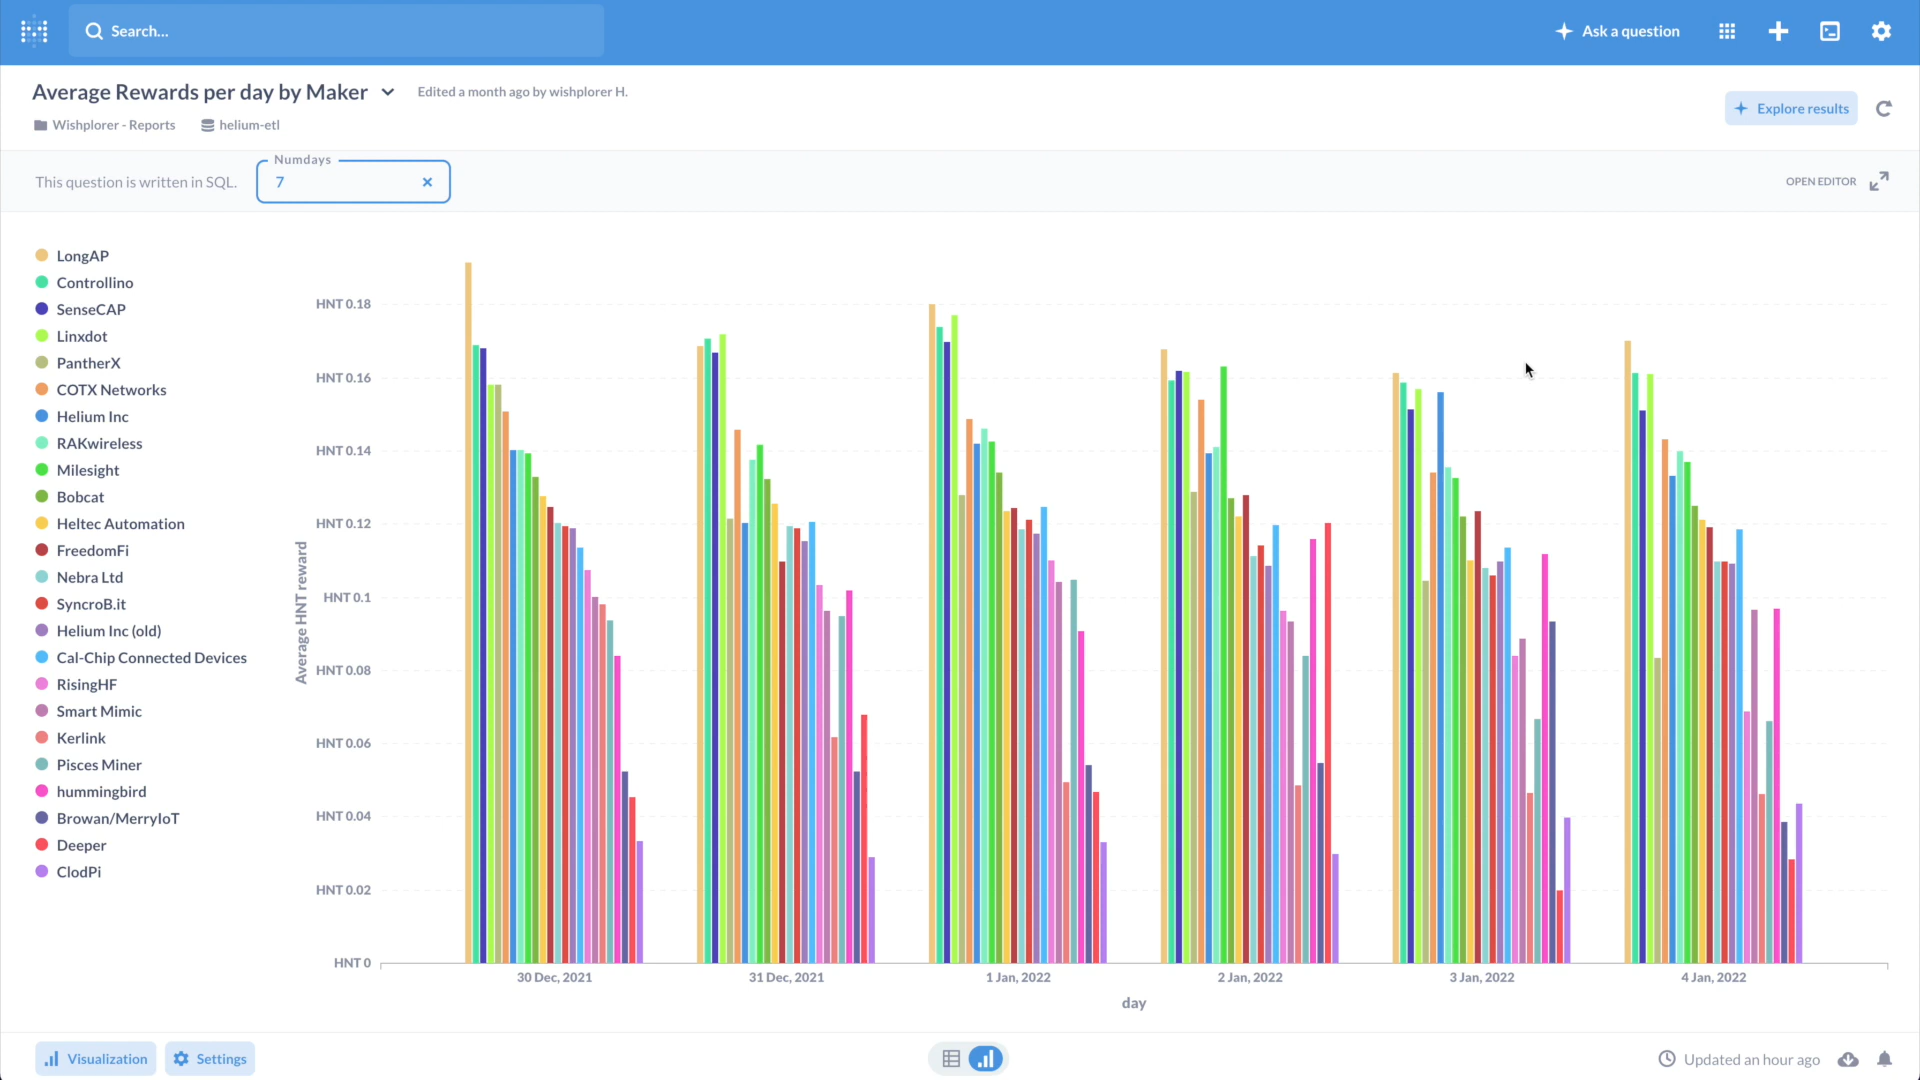 Search...
Ask a question
Average Rewards per day by Maker
Edited a month ago by wishplorer H.
Wishplorer - Reports
helium-etl
Explore results
This question is written in SQL.
Numdays
7
OPEN EDITOR
LongAP
Controllino
SenseCAP
Linxdot
PantherX
COTX Networks
Helium Inc
RAKwireless
Milesight
Bobcat
Heltec Automation
FreedomFi
Nebra Ltd
SyncroB.it
Helium Inc (old)
Cal-Chip Connected Devices
RisingHF
Smart Mimic
Kerlink
Pisces Miner
hummingbird
Browan/MerryIoT
Deeper
ClodPi
Average HNT reward
HNT 0.18
HNT 0.16
HNT 0.14
HNT 0.12
HNT 0.1
HNT 0.08
HNT 0.06
HNT 0.04
HNT 0.02
HNT 0
30 Dec, 2021
31 Dec, 2021
1 Jan, 2022
2 Jan, 2022
3 Jan, 2022
4 Jan, 2022
day
Visualization
Settings
Updated an hour ago